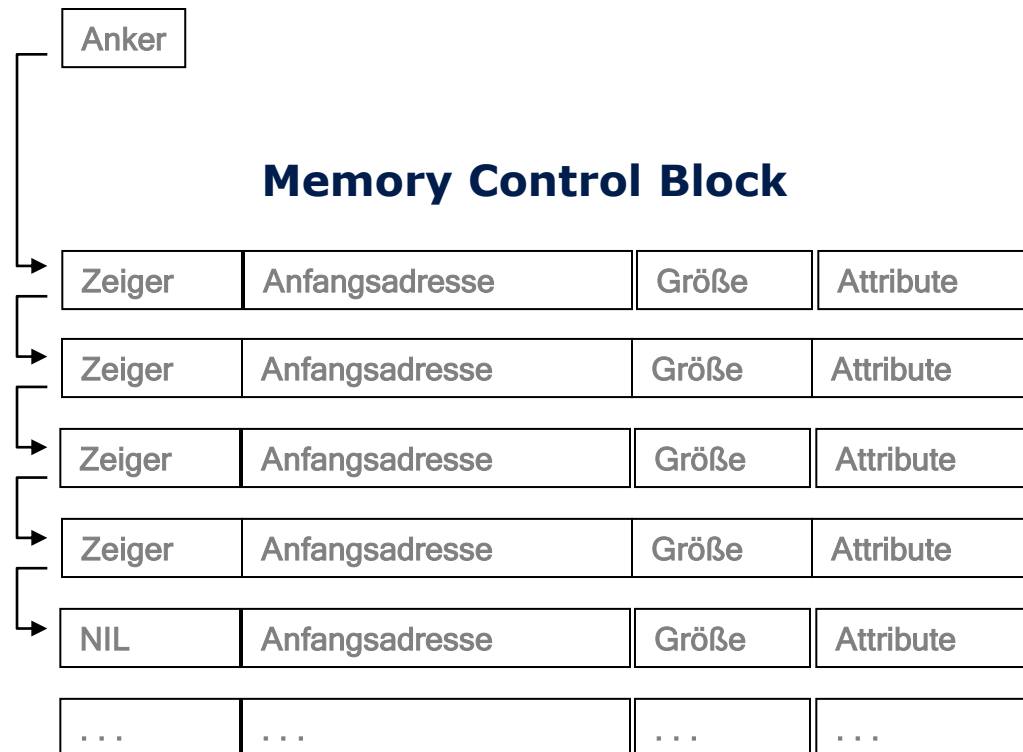 Anker
Memory Control Block
Zeiger Anfangsadresse Größe Attribute
Zeiger Anfangsadresse Größe Attribute
Zeiger Anfangsadresse Größe Attribute
Zeiger Anfangsadresse Größe Attribute
NIL Anfangsadresse Größe Attribute
. . . . . . . . . . . .